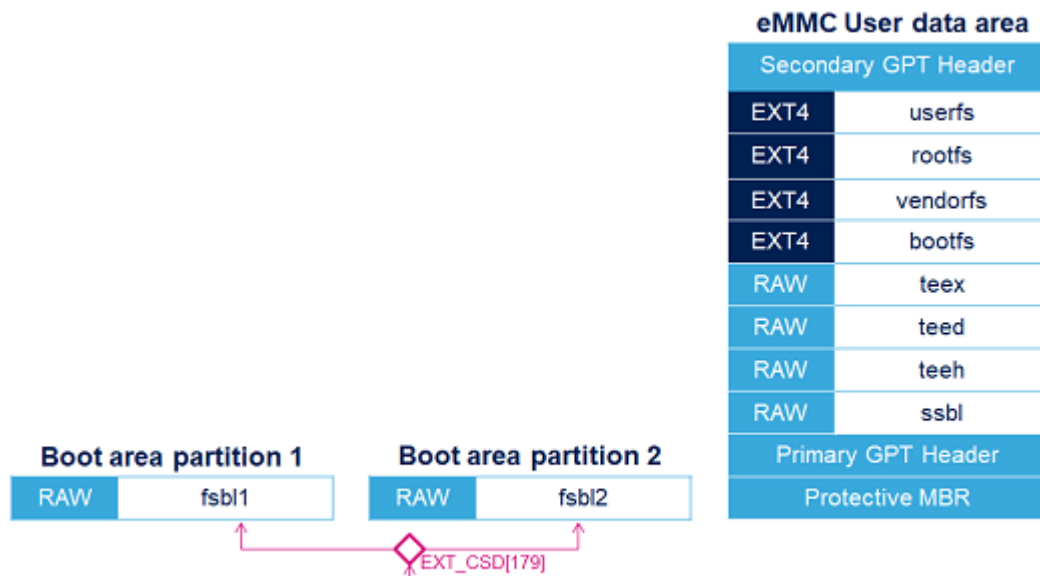 eMMC User data area
Secondary GPT Header
EXT4 userfs
EXT4 rootfs
EXT4 vendorfs
EXT4 bootfs
RAW teex
RAW teed
RAW teeh
RAW ssbl
Primary GPT Header
Protective MBR
Boot area partition 1
RAW fsbl1
Boot area partition 2
RAW fsbl2
EXT_CSD[179]